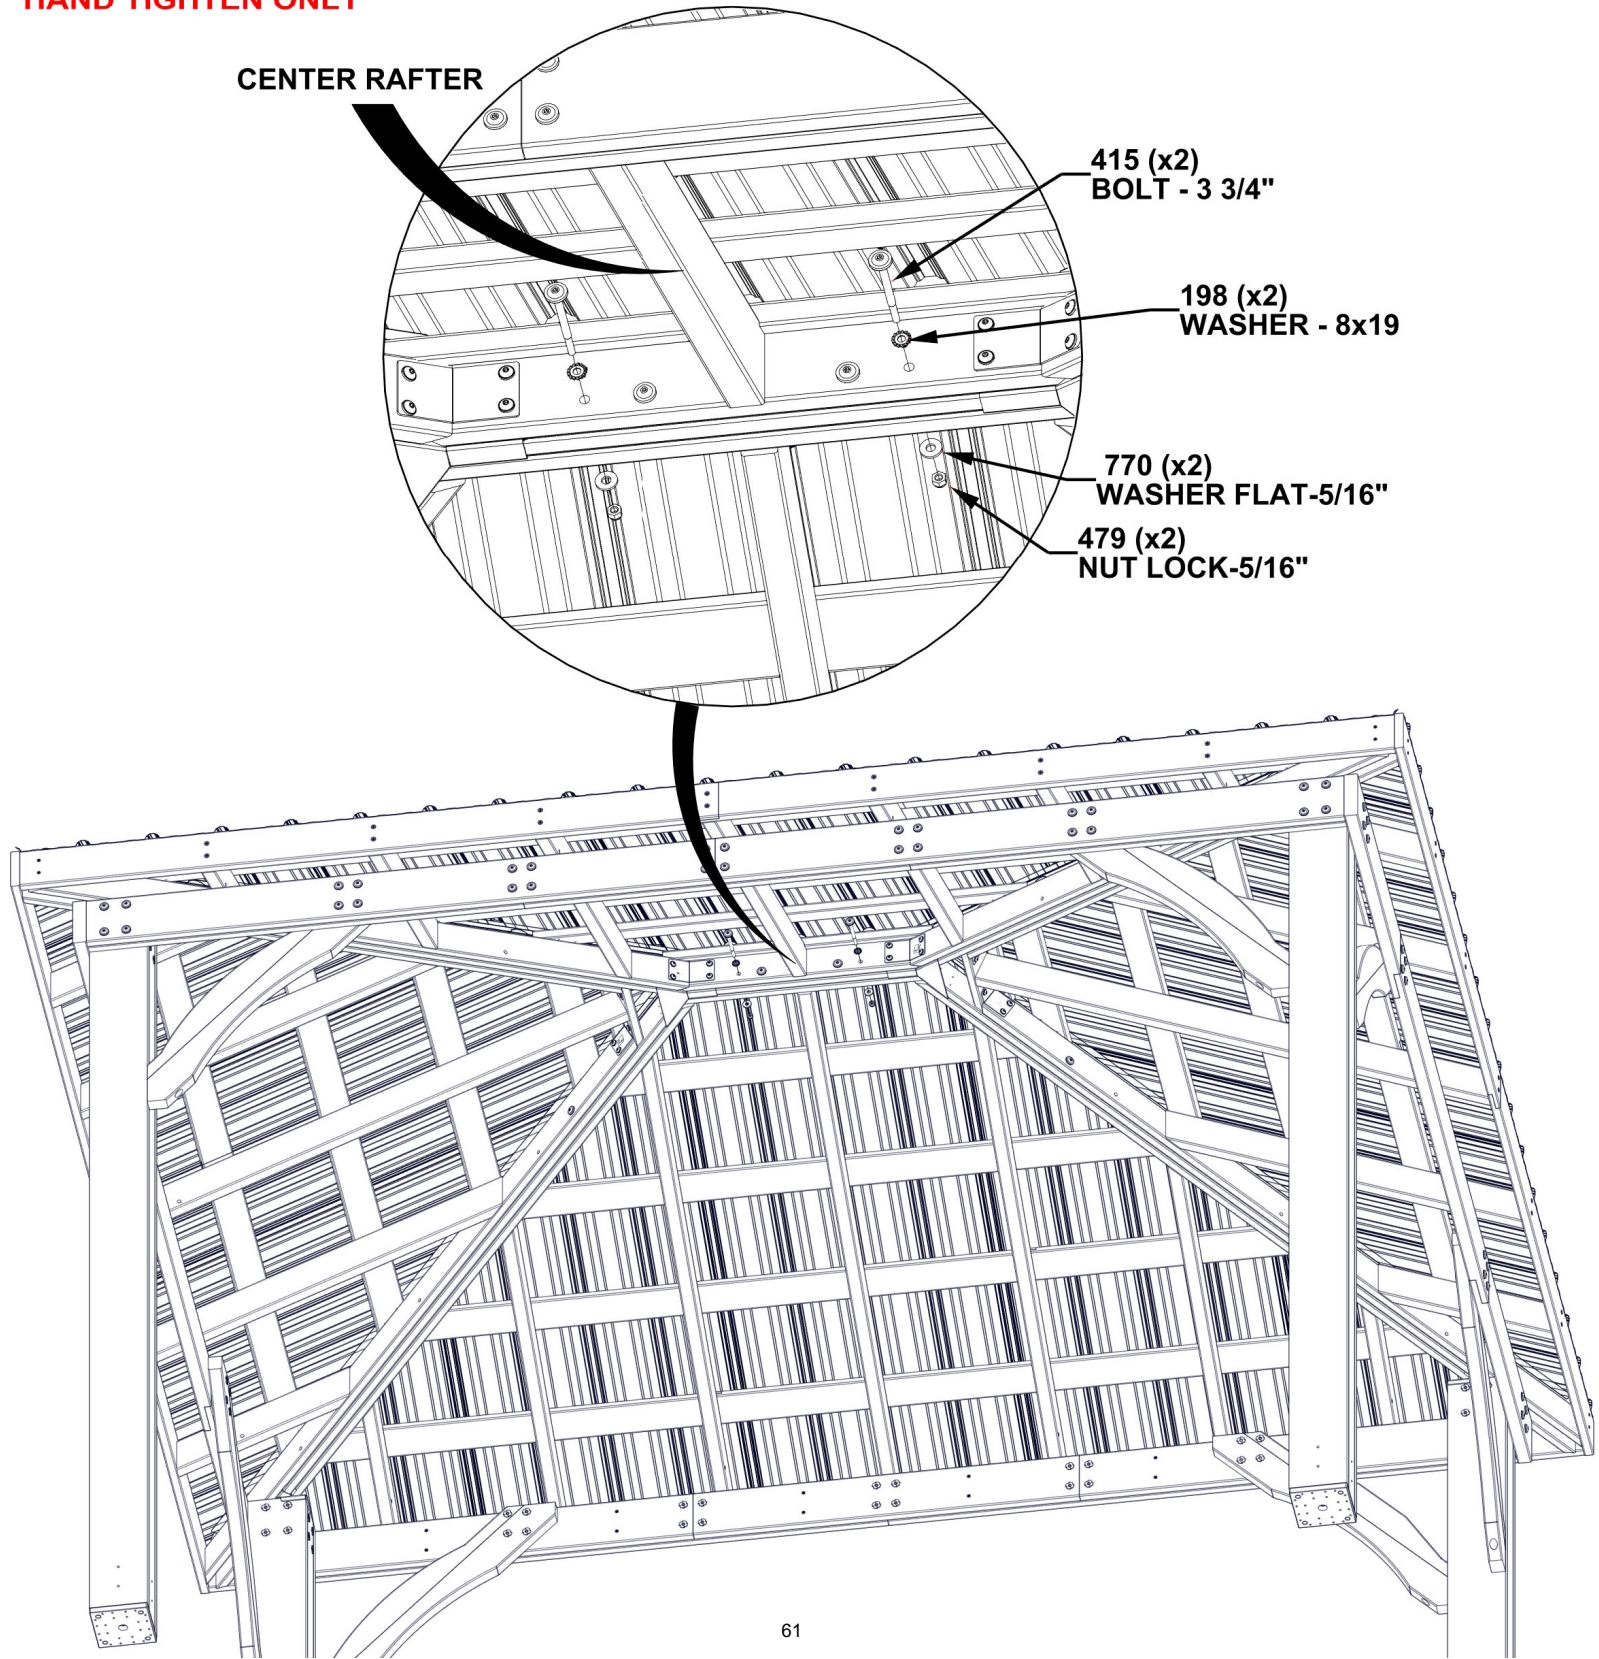 HAND TIGHTEN ONLY
CENTER RAFTER
415 (x2)
BOLT - 3 3/4"
198 (x2)
WASHER - 8x19
770 (x2)
WASHER FLAT-5/16"
479 (x2)
NUT LOCK-5/16"
61